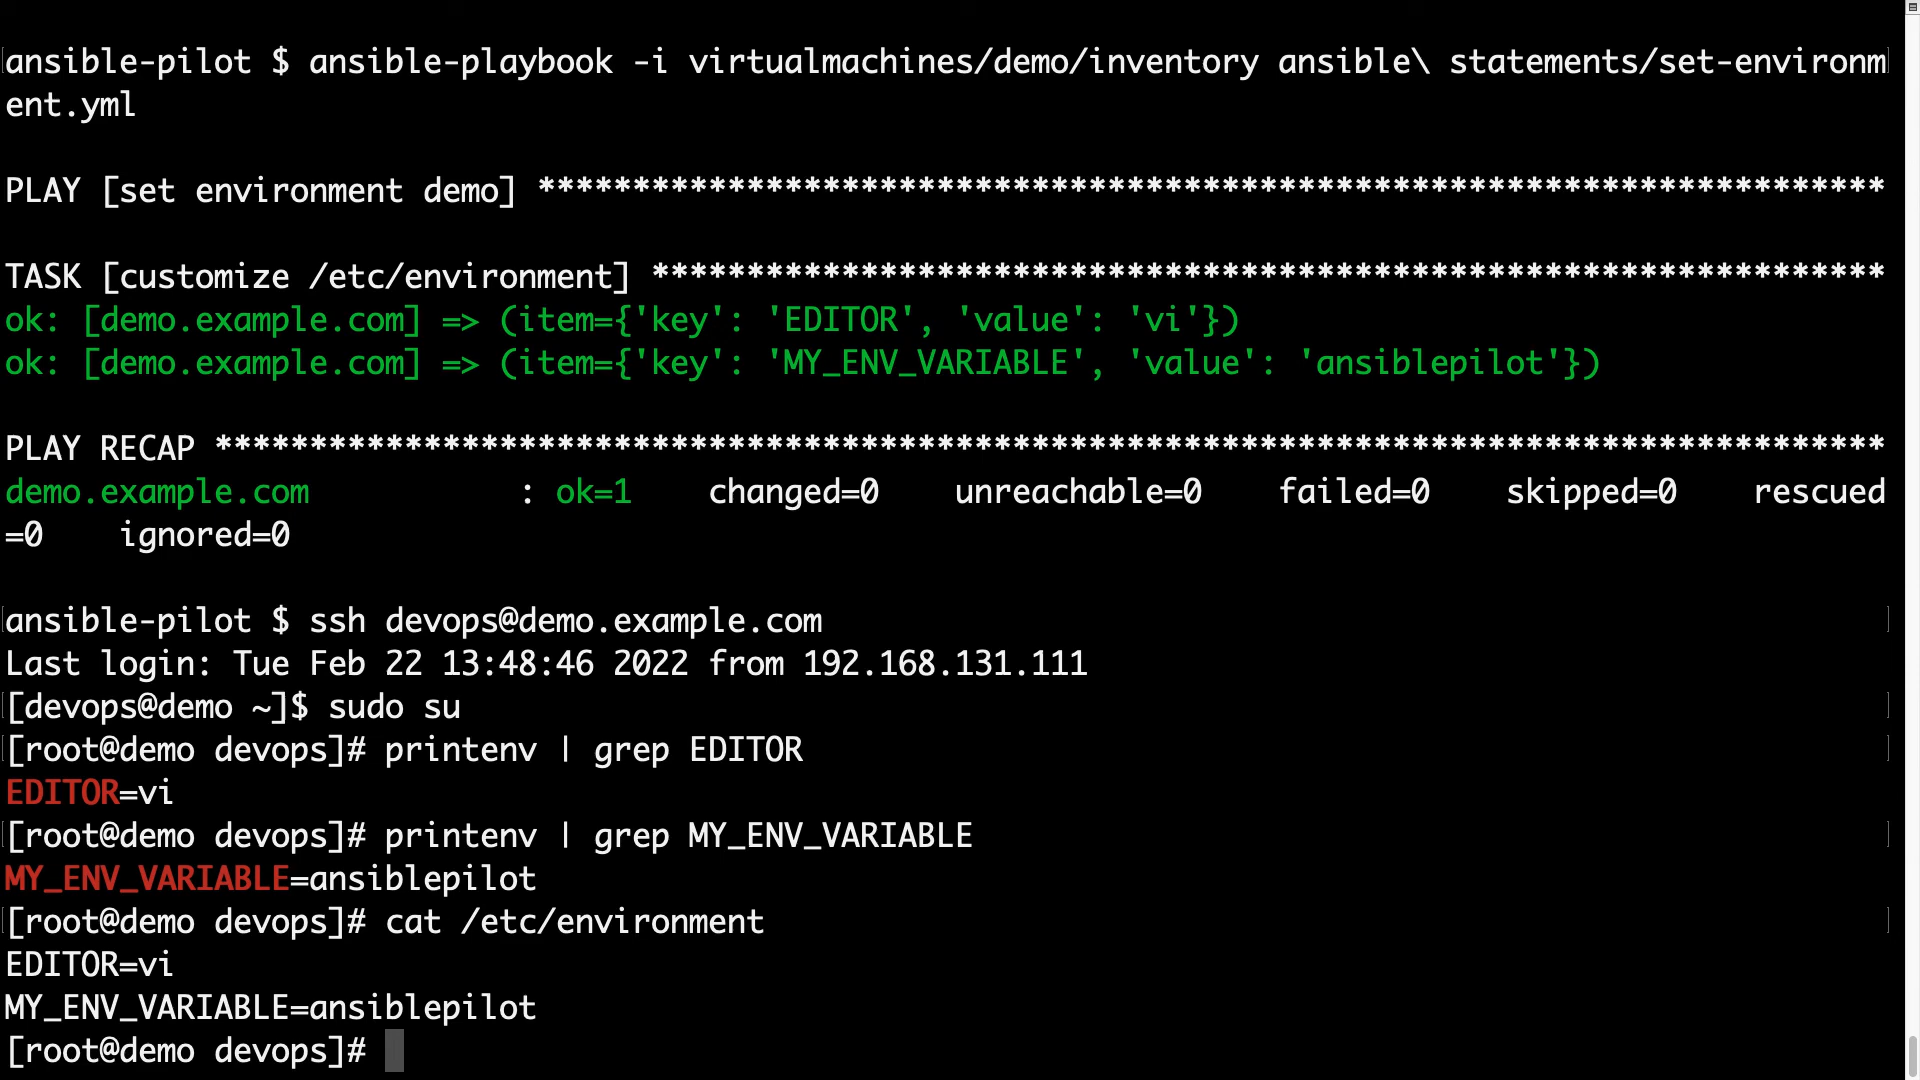 ansible-pilot $ ansible-playbook -i virtualmachines/demo/inventory ansible\ statements/set-environm
ent.yml
PLAY [set environment demo] ***********************************************************************
TASK [customize /etc/environment] *****************************************************************
ok: [demo.example.com] => (item={'key': 'EDITOR', 'value': 'vi'})
ok: [demo.example.com] => (item={'key': 'MY_ENV_VARIABLE', 'value': 'ansiblepilot'})
PLAY RECAP ****************************************************************************************
demo.example.com           : ok=1    changed=0    unreachable=0    failed=0    skipped=0    rescued
=0    ignored=0
ansible-pilot $ ssh devops@demo.example.com
Last login: Tue Feb 22 13:48:46 2022 from 192.168.131.111
[devops@demo ~]$ sudo su
[root@demo devops]# printenv | grep EDITOR
EDITOR=vi
[root@demo devops]# printenv | grep MY_ENV_VARIABLE
MY_ENV_VARIABLE=ansiblepilot
[root@demo devops]# cat /etc/environment
EDITOR=vi
MY_ENV_VARIABLE=ansiblepilot
[root@demo devops]#